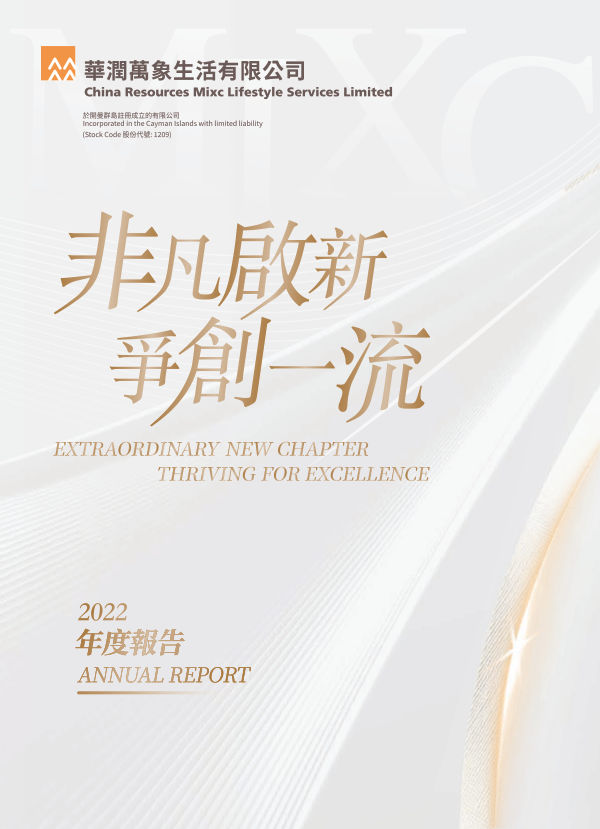 MIXC
華潤萬象生活有限公司
China Resources Mixc Lifestyle Services Limited
於開曼群島註冊成立的有限公司
Incorporated in the Cayman Islands with limited liability
(Stock Code 股份代號: 1209)
非凡啟新
爭創一流
EXTRAORDINARY NEW CHAPTER
THRIVING FOR EXCELLENCE
2022
年度報告
ANNUAL REPORT